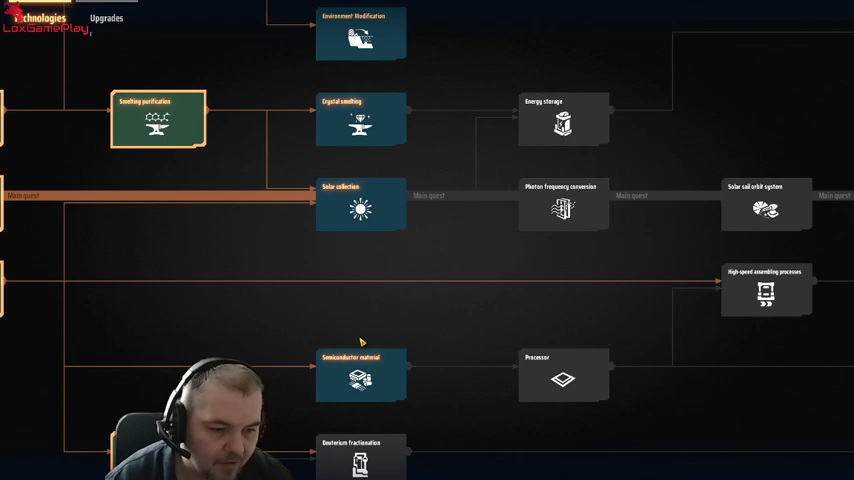 Technologies
Upgrades
LoxGamePlay
Environment Modification
Smelting purification
Crystal smelting
Energy storage
Main quest
Solar collection
Main quest
Photon frequency conversion
Main quest
Solar sail orbit system
Main quest
High-speed assembling processes
Semiconductor material
Processor
Deuterium fractionation